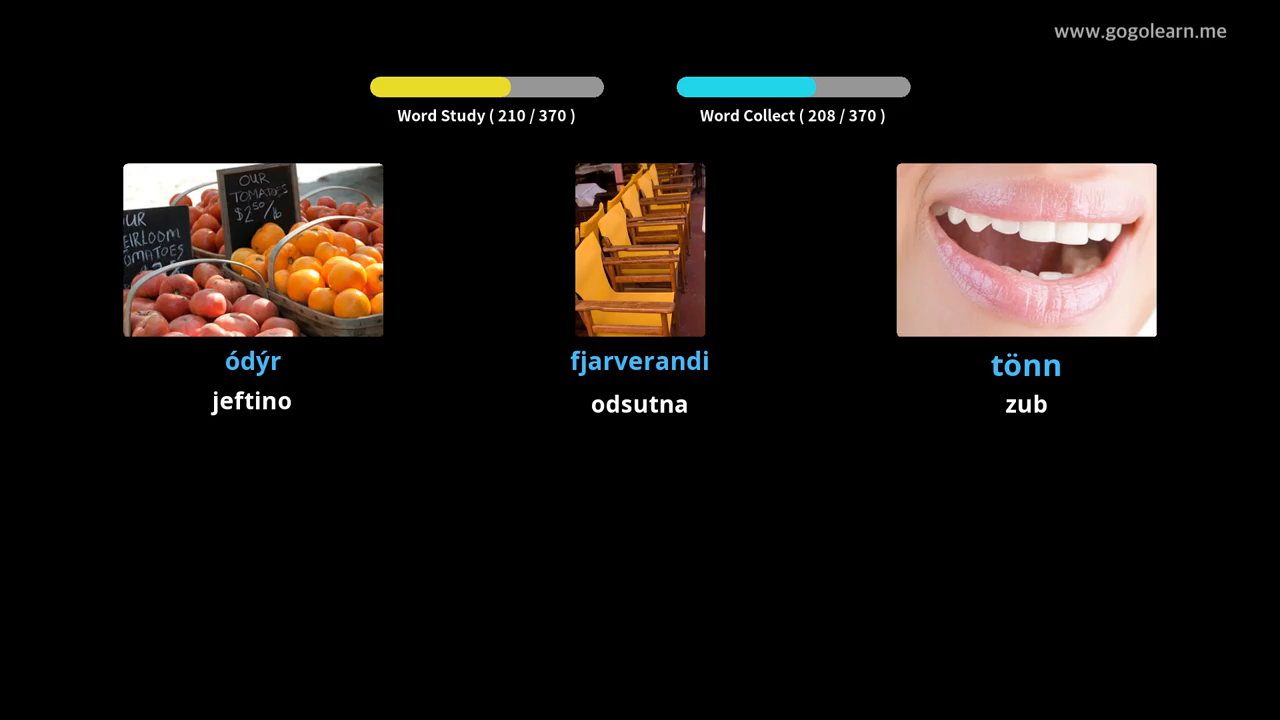 www.gogolearn.me
Word Study ( 210 / 370 )
Word Collect ( 208 / 370 )
OUR
TOMATOES
$2.50/lb
UR
EIRLOOM
OMATOES
ódýr
fjarverandi
tönn
jeftino
odsutna
zub